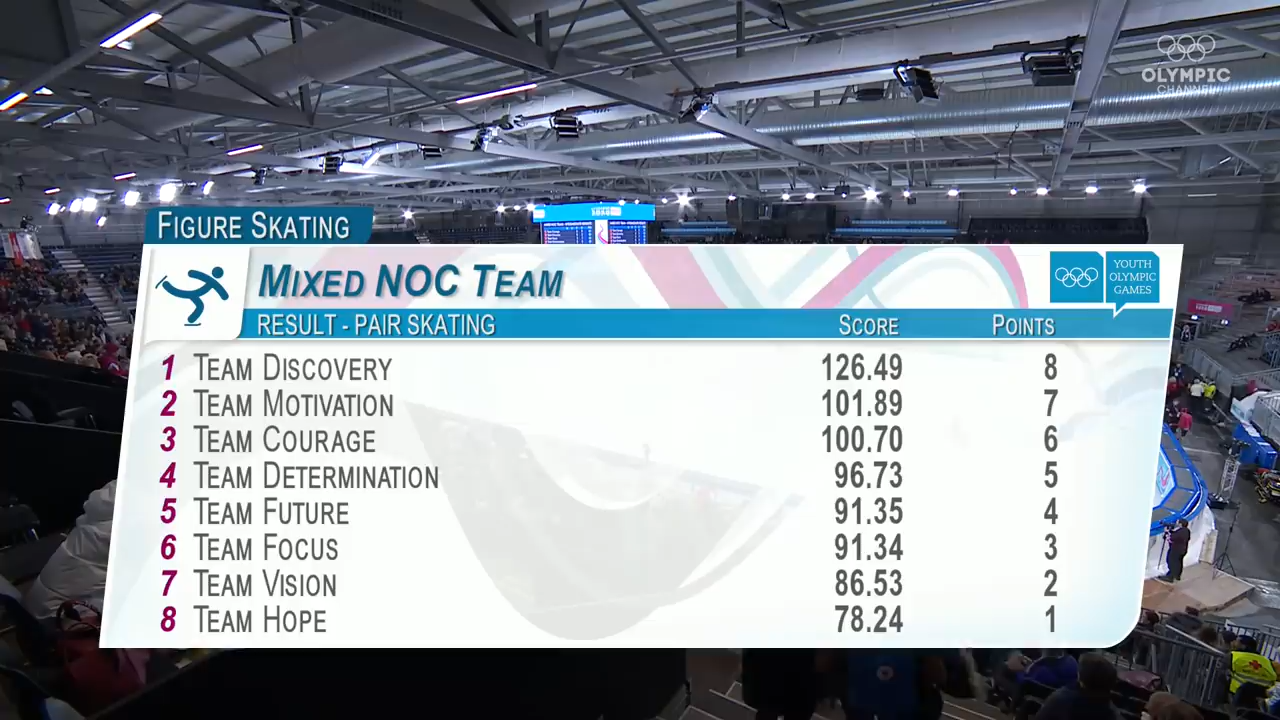 OLYMPIC
CHANNEL
FIGURE SKATING
MIXED NOC TEAM
YOUTH
OLYMPIC
GAMES
RESULT - PAIR SKATING SCORE POINTS
1 TEAM DISCOVERY 126.49 8
2 TEAM MOTIVATION 101.89 7
3 TEAM COURAGE 100.70 6
4 TEAM DETERMINATION 96.73 5
5 TEAM FUTURE 91.35 4
6 TEAM FOCUS 91.34 3
7 TEAM VISION 86.53 2
8 TEAM HOPE 78.24 1